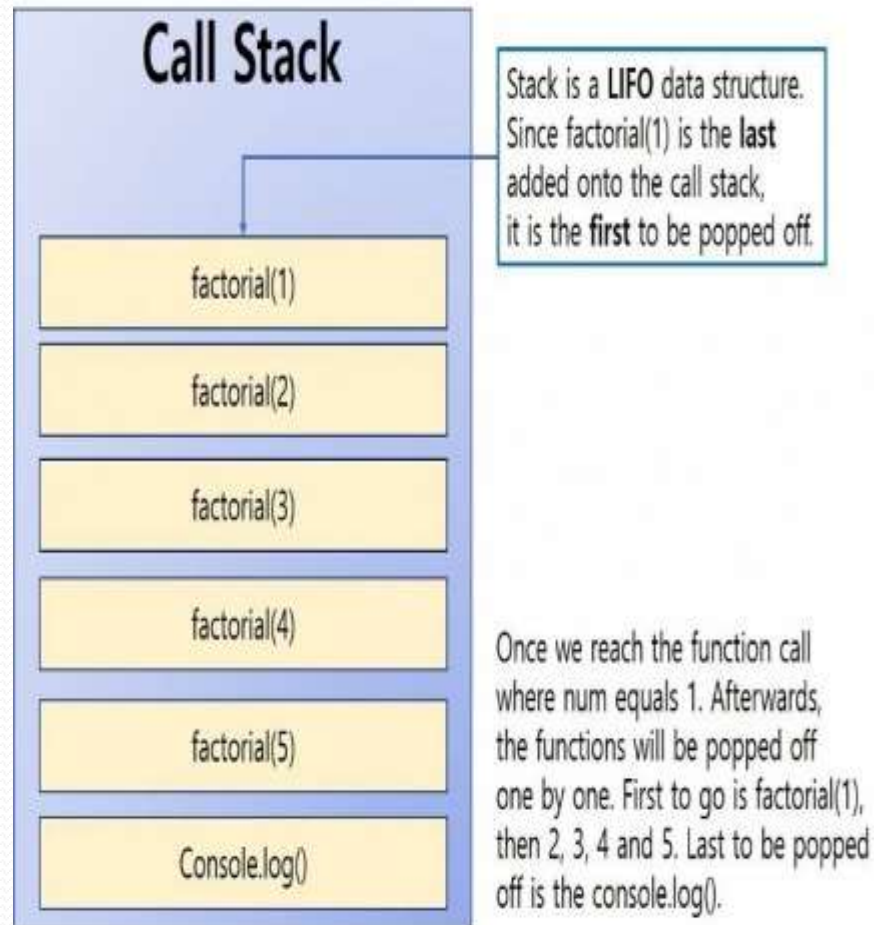 Call Stack
Stack is a LIFO data structure.
Since factorial(1) is the last
added onto the call stack,
it is the first to be popped off.
factorial(1)
factorial(2)
factorial(3)
factorial(4)
factorial(5)
Console.log()
Once we reach the function call
where num equals 1. Afterwards,
the functions will be popped off
one by one. First to go is factorial(1),
then 2, 3, 4 and 5. Last to be popped
off is the console.log().